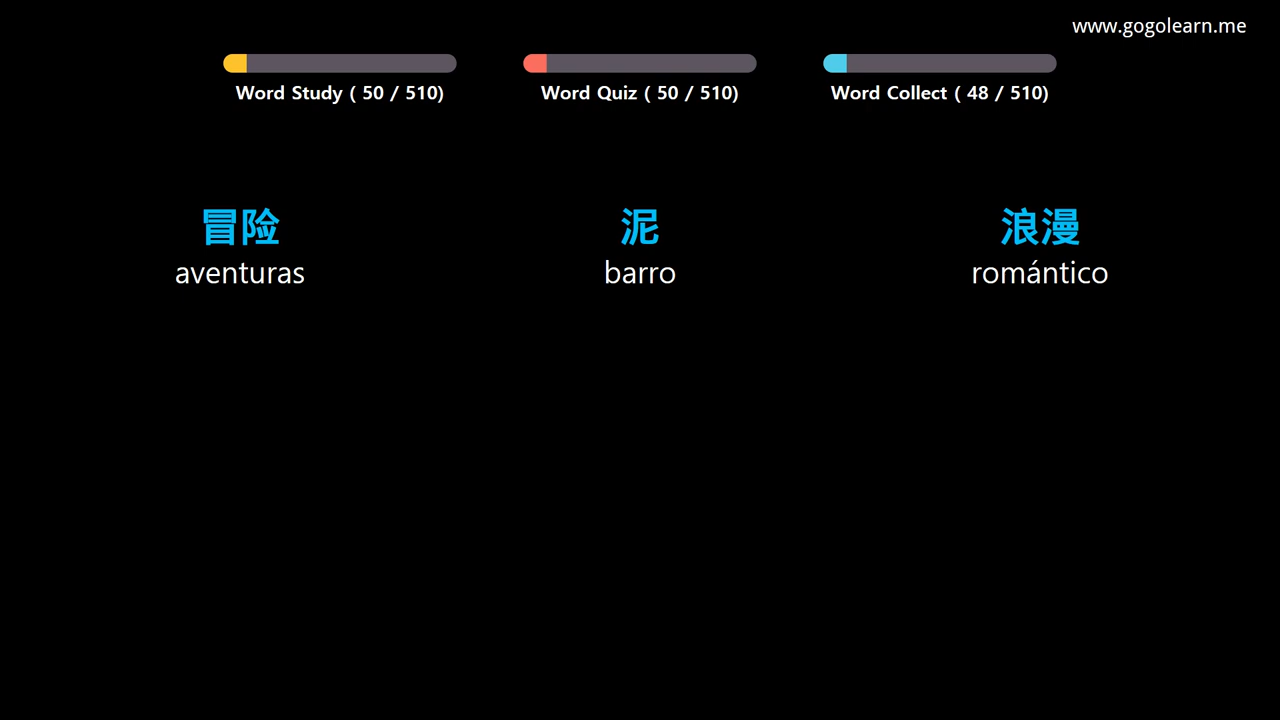 www.gogolearn.me
Word Study ( 50 / 510)
Word Quiz ( 50 / 510)
Word Collect ( 48 / 510)
冒险
aventuras
泥
barro
浪漫
romántico